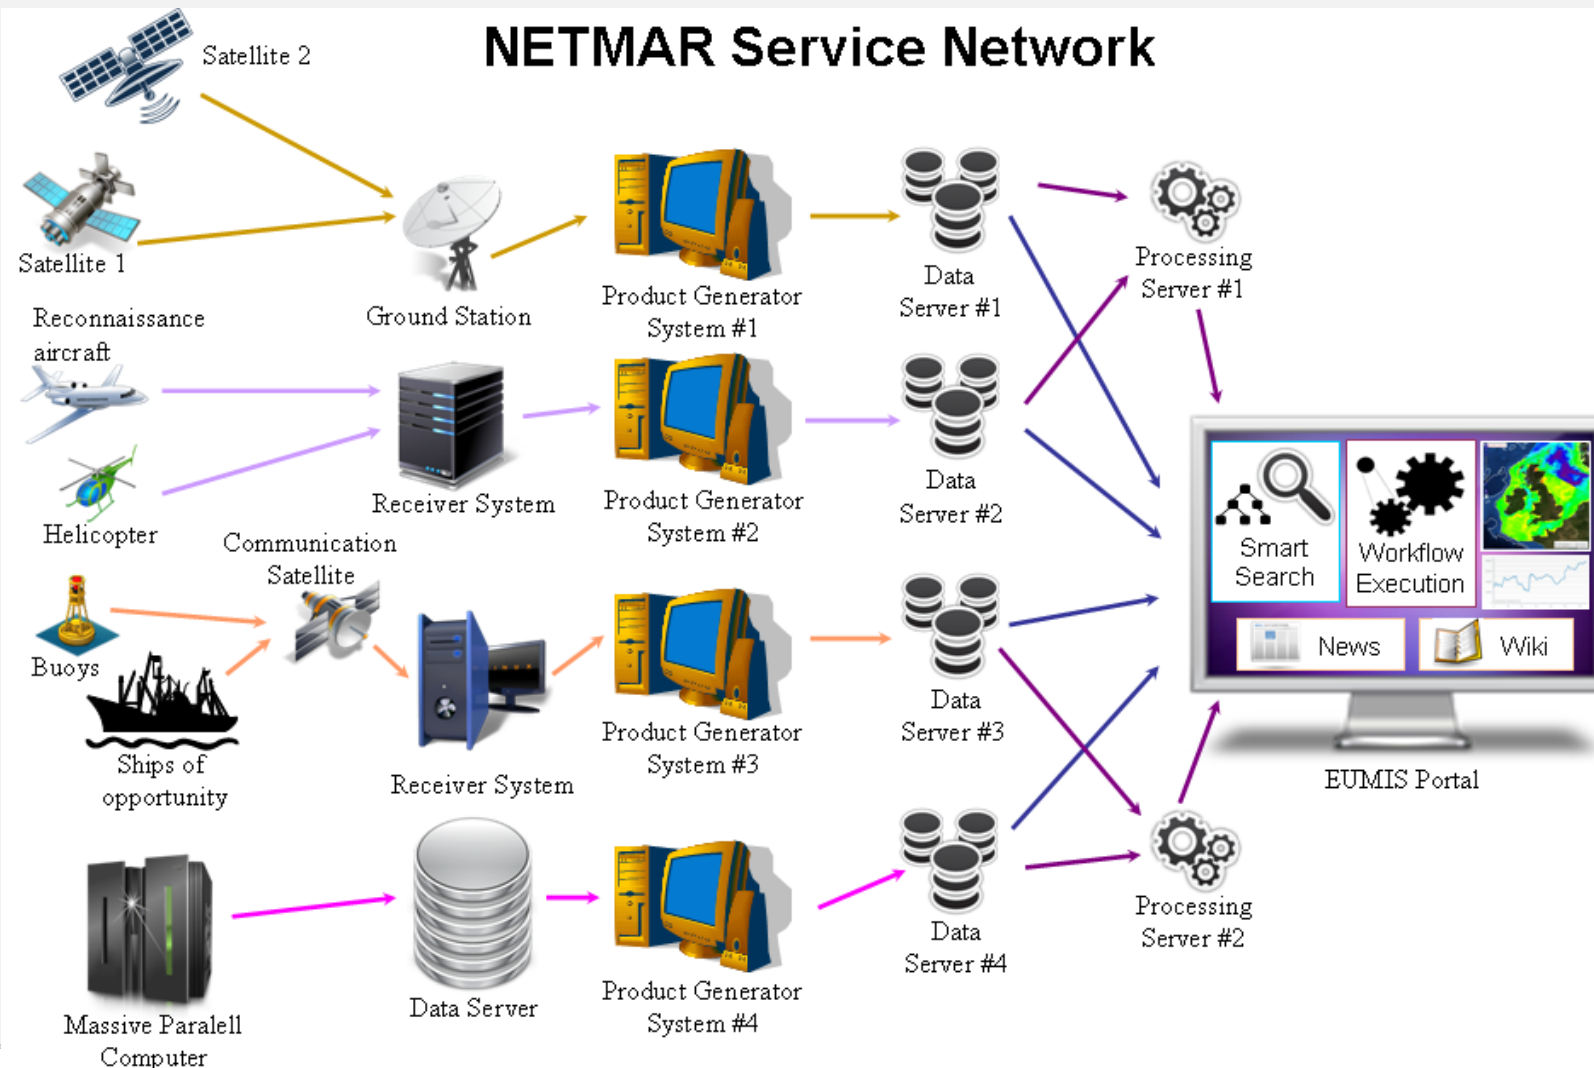 NETMAR Service Network
Satellite 2
Satellite 1
Ground Station
Product Generator
System #1
Data
Server #1
Processing
Server #1
Reconnaissance
aircraft
Helicopter
Receiver System
Product Generator
System #2
Data
Server #2
Communication
Satellite
Buoys
Ships of
opportunity
Receiver System
Product Generator
System #3
Data
Server #3
Smart
Search
Workflow
Execution
News
Wiki
EUMIS Portal
Massive Paralell
Computer
Data Server
Product Generator
System #4
Data
Server #4
Processing
Server #2